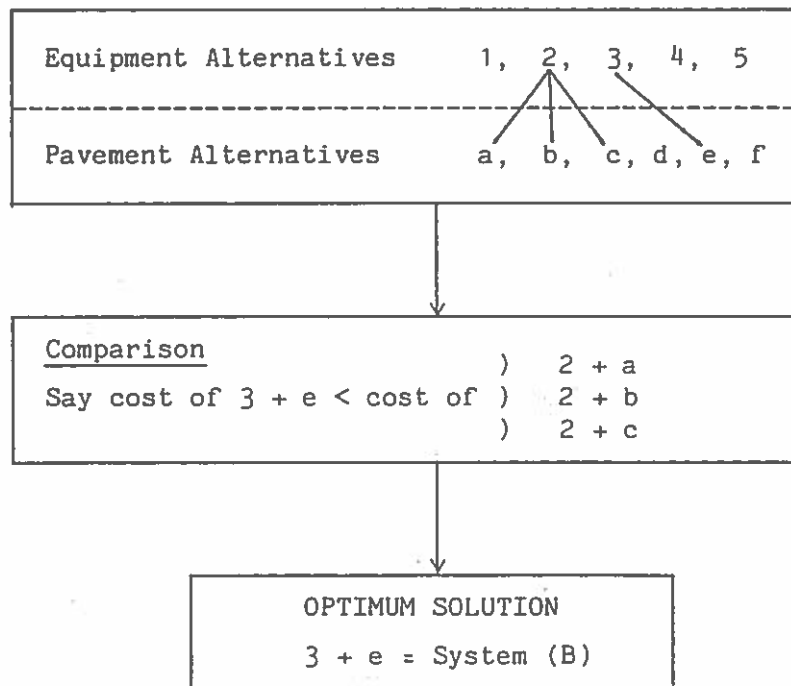 Equipment Alternatives 1, 2, 3, 4, 5
Pavement Alternatives a, b, c, d, e, f
Comparison
) 2 + a
Say cost of 3 + e < cost of ) 2 + b
) 2 + c
OPTIMUM SOLUTION
3 + e = System (B)